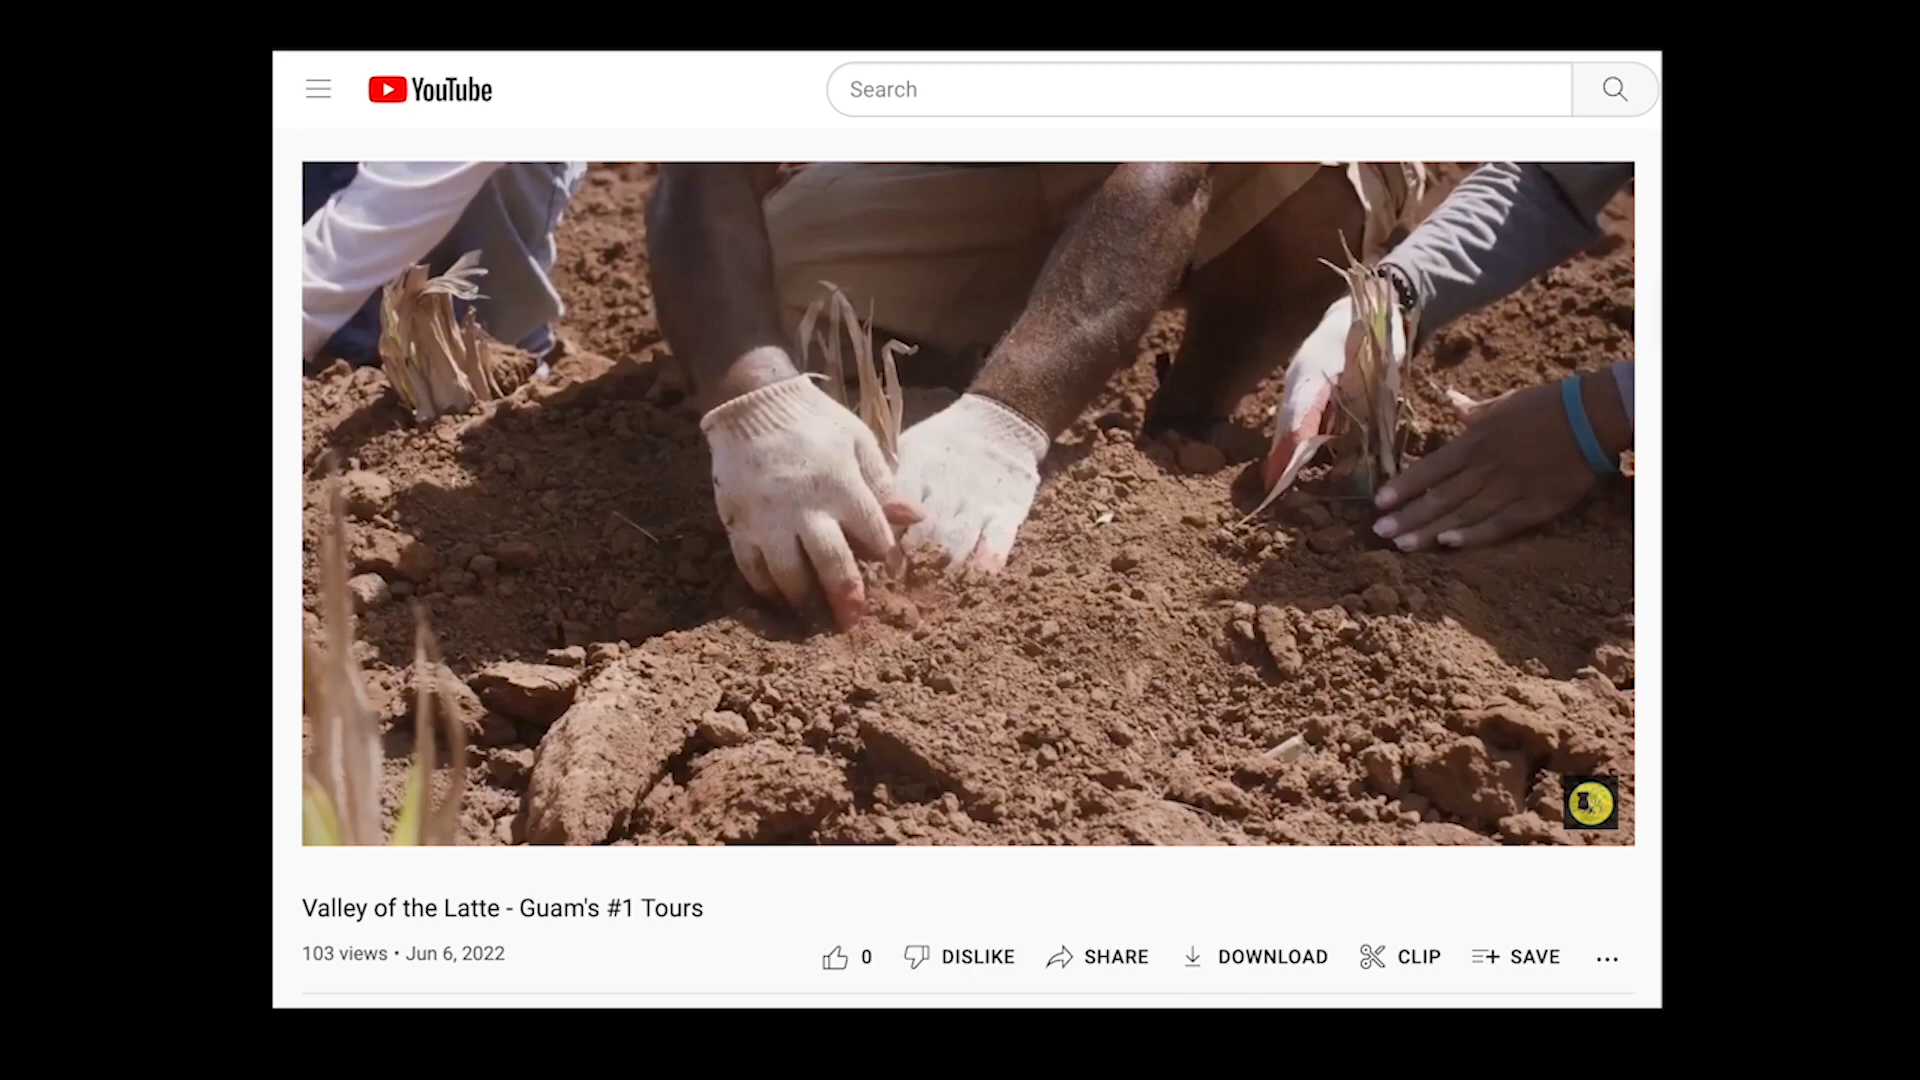 YouTube
Search
Valley of the Latte - Guam's #1 Tours
103 views • Jun 6, 2022
0
DISLIKE
SHARE
DOWNLOAD
CLIP
SAVE